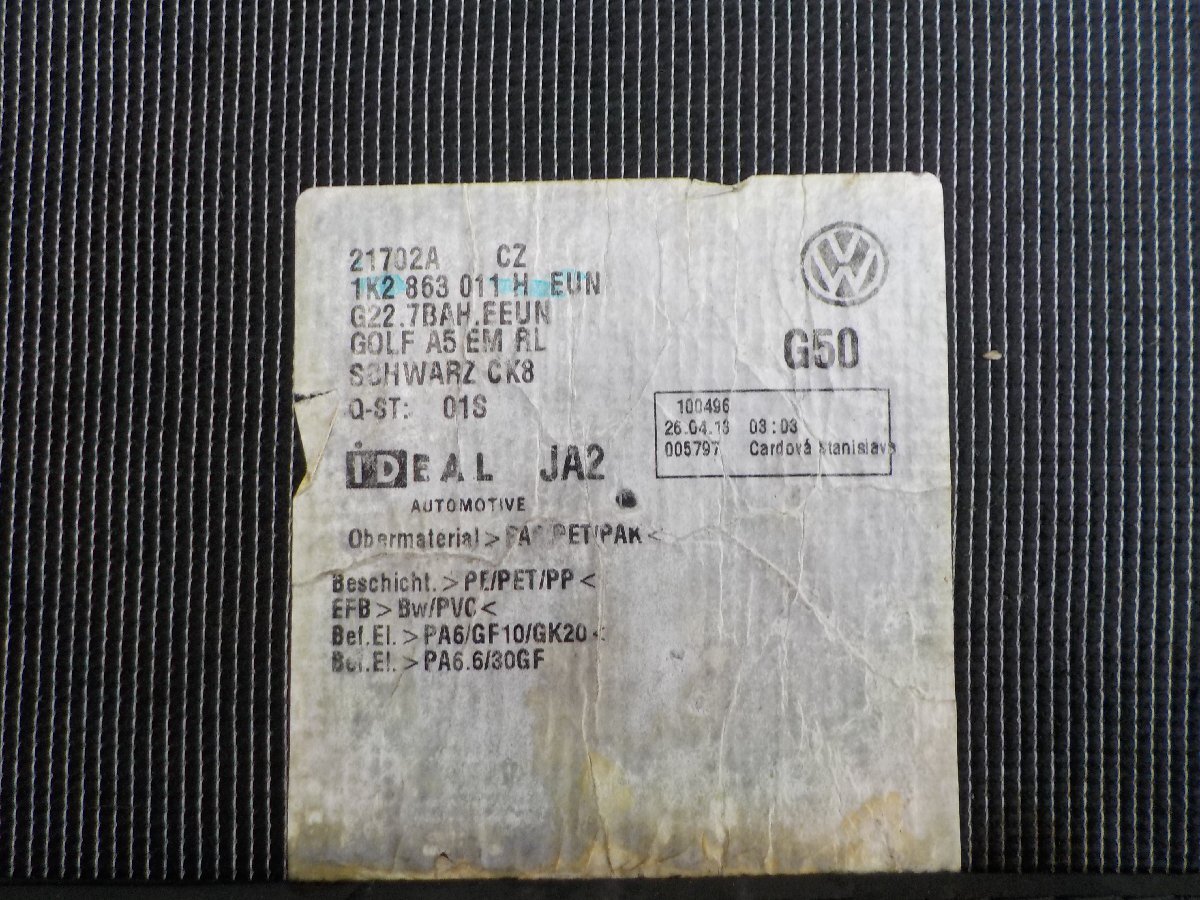 21702A CZ
1K2 863 011 H EUN
G22.7BAH.EEUN
GOLF A5 EM RL
SCHWARZ CK8
Q-ST: 01S
VW
G50
100496
26.04.13 03:03
005797 Cardová Stanislava
IDEAL JA2
AUTOMOTIVE
Obermaterial > /PET/PAK <
Beschicht. > PE/PET/PP <
EFB > Bw/PVC <
Bef.El. > PA6/GF10/GK20 <
Bef.El. > PA6.6/30GF